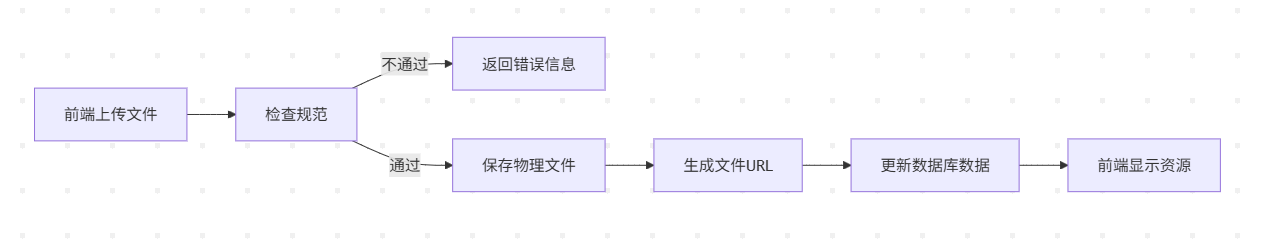 前端上传文件
检查规范
不通过
返回错误信息
通过
保存物理文件
生成文件URL
更新数据库数据
前端显示资源